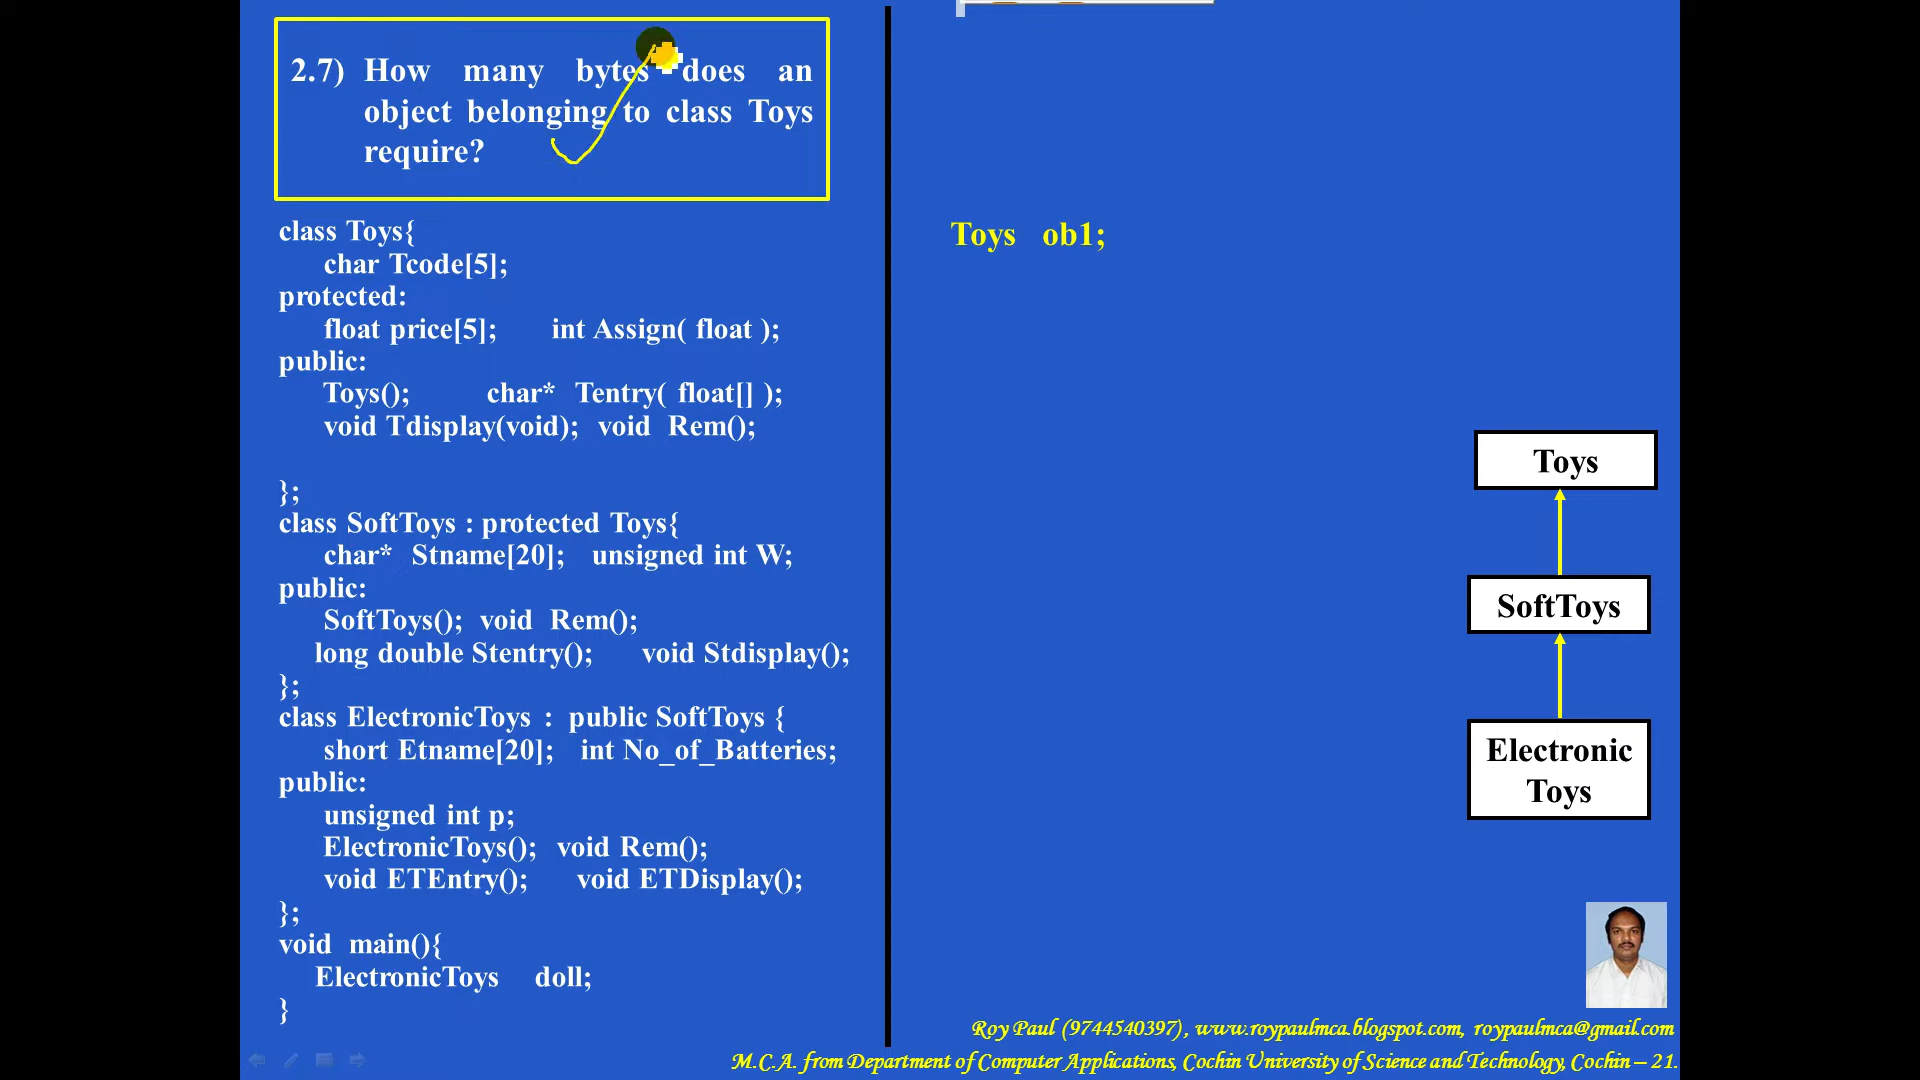 2.7) How many bytes does an
object belonging to class Toys
require?
class Toys{
char Tcode[5];
protected:
float price[5]; int Assign( float );
public:
Toys(); char* Tentry( float[] );
void Tdisplay(void); void Rem();
};
class SoftToys : protected Toys{
char* Stname[20]; unsigned int W;
public:
SoftToys(); void Rem();
long double Stentry(); void Stdisplay();
};
class ElectronicToys : public SoftToys {
short Etname[20]; int No_of_Batteries;
public:
unsigned int p;
ElectronicToys(); void Rem();
void ETEntry(); void ETDisplay();
};
void main(){
ElectronicToys doll;
}
Toys ob1;
Toys
SoftToys
Electronic
Toys
Roy Paul (9744540397), www.roypaulmca.blogspot.com, roypaulmca@gmail.com
M.C.A. from Department of Computer Applications, Cochin University of Science and Technology, Cochin – 21.